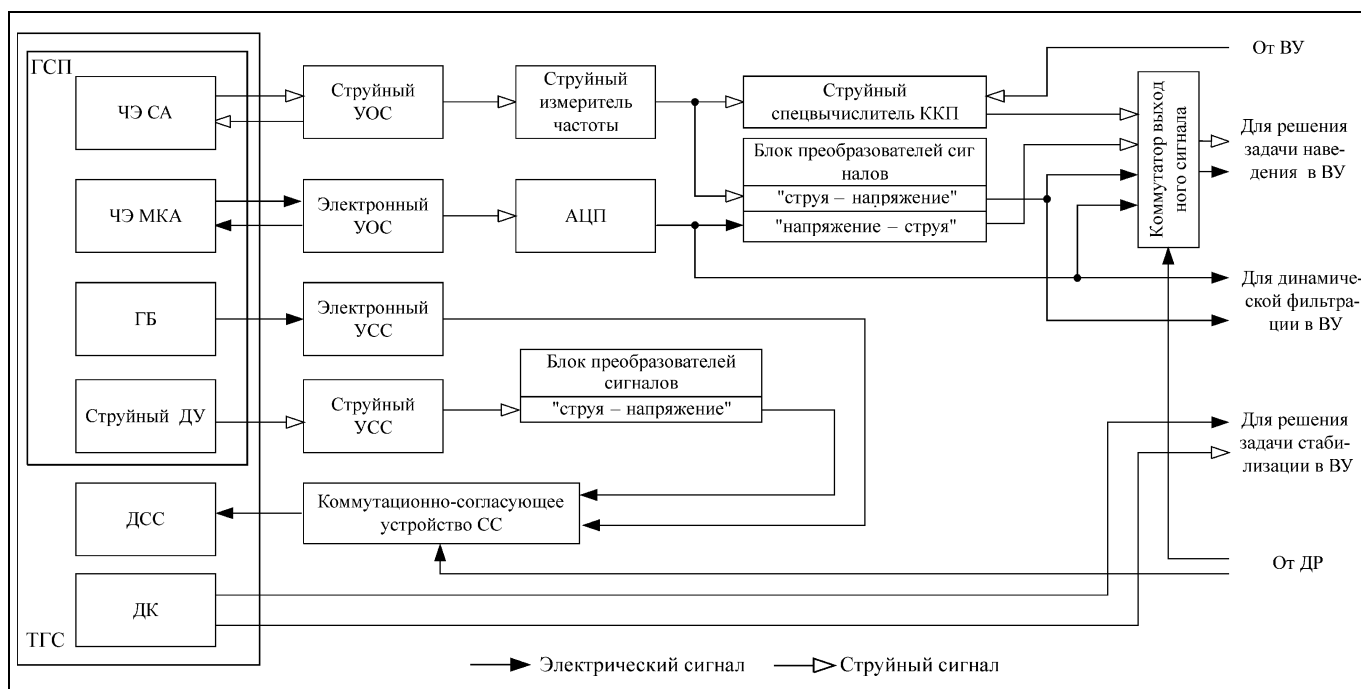 ГСП
ЧЭ СА
Струйный
УОС
Струйный
измеритель
частоты
Струйный
спецвычислитель ККП
От ВУ
Блок преобразователей сиг
налов
"струя – напряжение"
"напряжение – струя"
Коммутатор выход
ного сигнала
Для решения
задачи наве-
дения в ВУ
ЧЭ МКА
Электронный
УОС
АЦП
Для динамиче-
ской фильтра-
ции в ВУ
ГБ
Электронный
УСС
Блок преобразователей
сигналов
"струя – напряжение"
Струйный ДУ
Струйный
УСС
Для решения
задачи стаби-
лизации в ВУ
ДСС
Коммутационно-согласующее
устройство СС
От ДР
ДК
ТГС
Электрический сигнал
Струйный сигнал